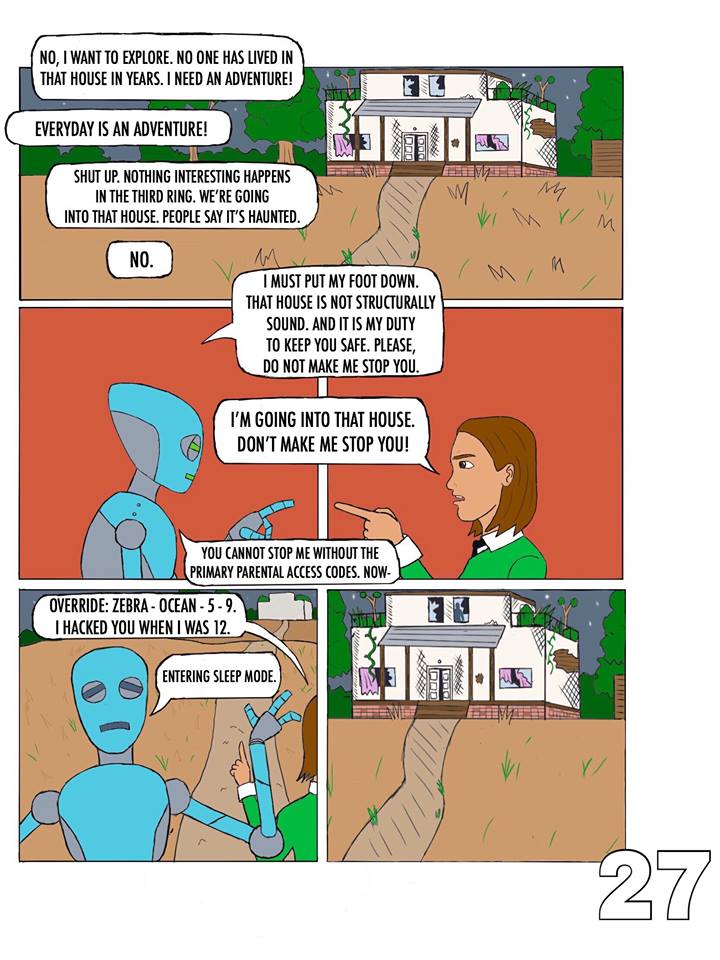 NO, I WANT TO EXPLORE. NO ONE HAS LIVED IN
THAT HOUSE IN YEARS. I NEED AN ADVENTURE!
EVERYDAY IS AN ADVENTURE!
SHUT UP. NOTHING INTERESTING HAPPENS
IN THE THIRD RING. WE'RE GOING
INTO THAT HOUSE. PEOPLE SAY IT'S HAUNTED.
NO.
I MUST PUT MY FOOT DOWN.
THAT HOUSE IS NOT STRUCTURALLY
SOUND. AND IT IS MY DUTY
TO KEEP YOU SAFE. PLEASE,
DO NOT MAKE ME STOP YOU.
I'M GOING INTO THAT HOUSE.
DON'T MAKE ME STOP YOU!
YOU CANNOT STOP ME WITHOUT THE
PRIMARY PARENTAL ACCESS CODES. NOW-
OVERRIDE: ZEBRA - OCEAN - 5 - 9.
I HACKED YOU WHEN I WAS 12.
ENTERING SLEEP MODE.
27